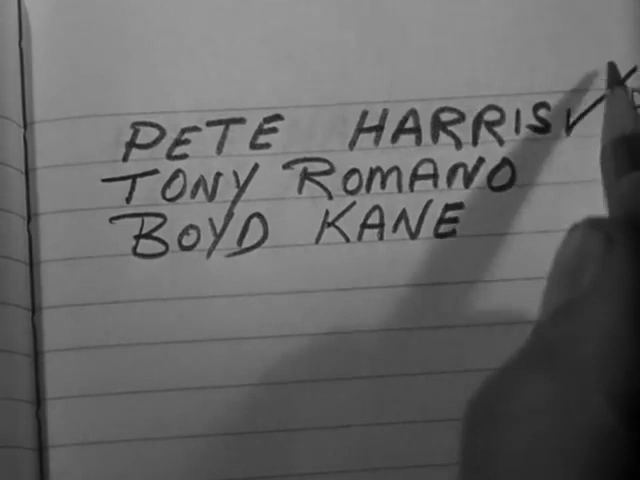 PETE HARRIS ✓
TONY ROMANO
BOYD KANE